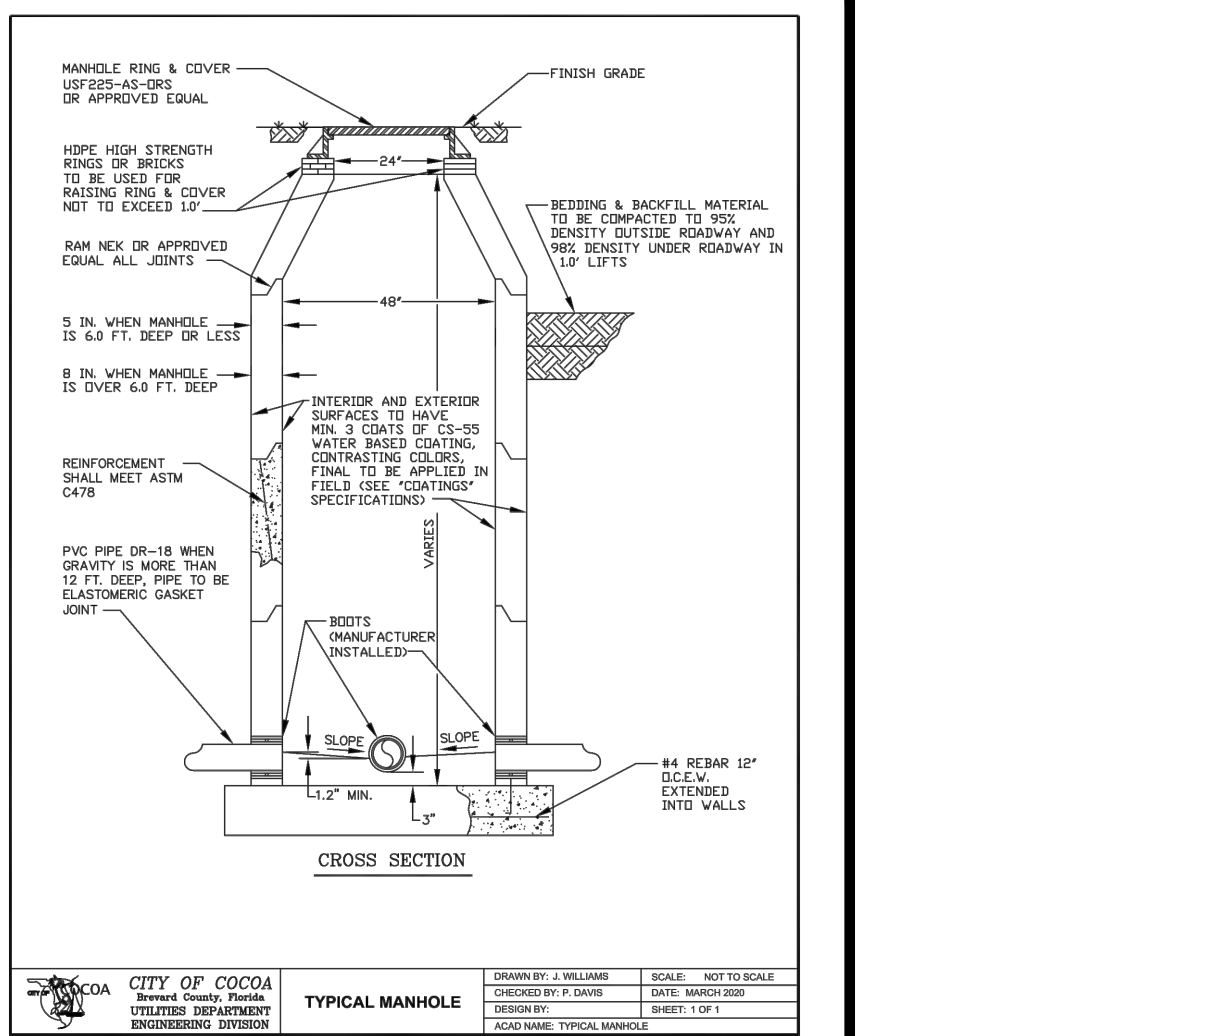 MANHOLE RING & COVER
USF225-AS-ORS
OR APPROVED EQUAL
FINISH GRADE
HDPE HIGH STRENGTH
RINGS OR BRICKS
TO BE USED FOR
RAISING RING & COVER
NOT TO EXCEED 1.0'
24"
BEDDING & BACKFILL MATERIAL
TO BE COMPACTED TO 95%
DENSITY OUTSIDE ROADWAY AND
98% DENSITY UNDER ROADWAY IN
1.0' LIFTS
RAM NEK OR APPROVED
EQUAL ALL JOINTS
48"
5 IN. WHEN MANHOLE
IS 6.0 FT. DEEP OR LESS
8 IN. WHEN MANHOLE
IS OVER 6.0 FT. DEEP
INTERIOR AND EXTERIOR
SURFACES TO HAVE
MIN. 3 COATS OF CS-55
WATER BASED COATING,
CONTRASTING COLORS,
FINAL TO BE APPLIED IN
FIELD (SEE "COATINGS"
SPECIFICATIONS)
REINFORCEMENT
SHALL MEET ASTM
C478
VARIES
PVC PIPE DR-18 WHEN
GRAVITY IS MORE THAN
12 FT. DEEP, PIPE TO BE
ELASTOMERIC GASKET
JOINT
BOOTS
(MANUFACTURER
INSTALLED)
SLOPE
SLOPE
1.2" MIN.
3"
#4 REBAR 12"
O.C.E.W.
EXTENDED
INTO WALLS
CROSS SECTION
CITY OF
COCOA
CITY OF COCOA
Brevard County, Florida
UTILITIES DEPARTMENT
ENGINEERING DIVISION
TYPICAL MANHOLE
DRAWN BY: J. WILLIAMS
SCALE: NOT TO SCALE
CHECKED BY: P. DAVIS
DATE: MARCH 2020
DESIGN BY:
SHEET: 1 OF 1
ACAD NAME: TYPICAL MANHOLE